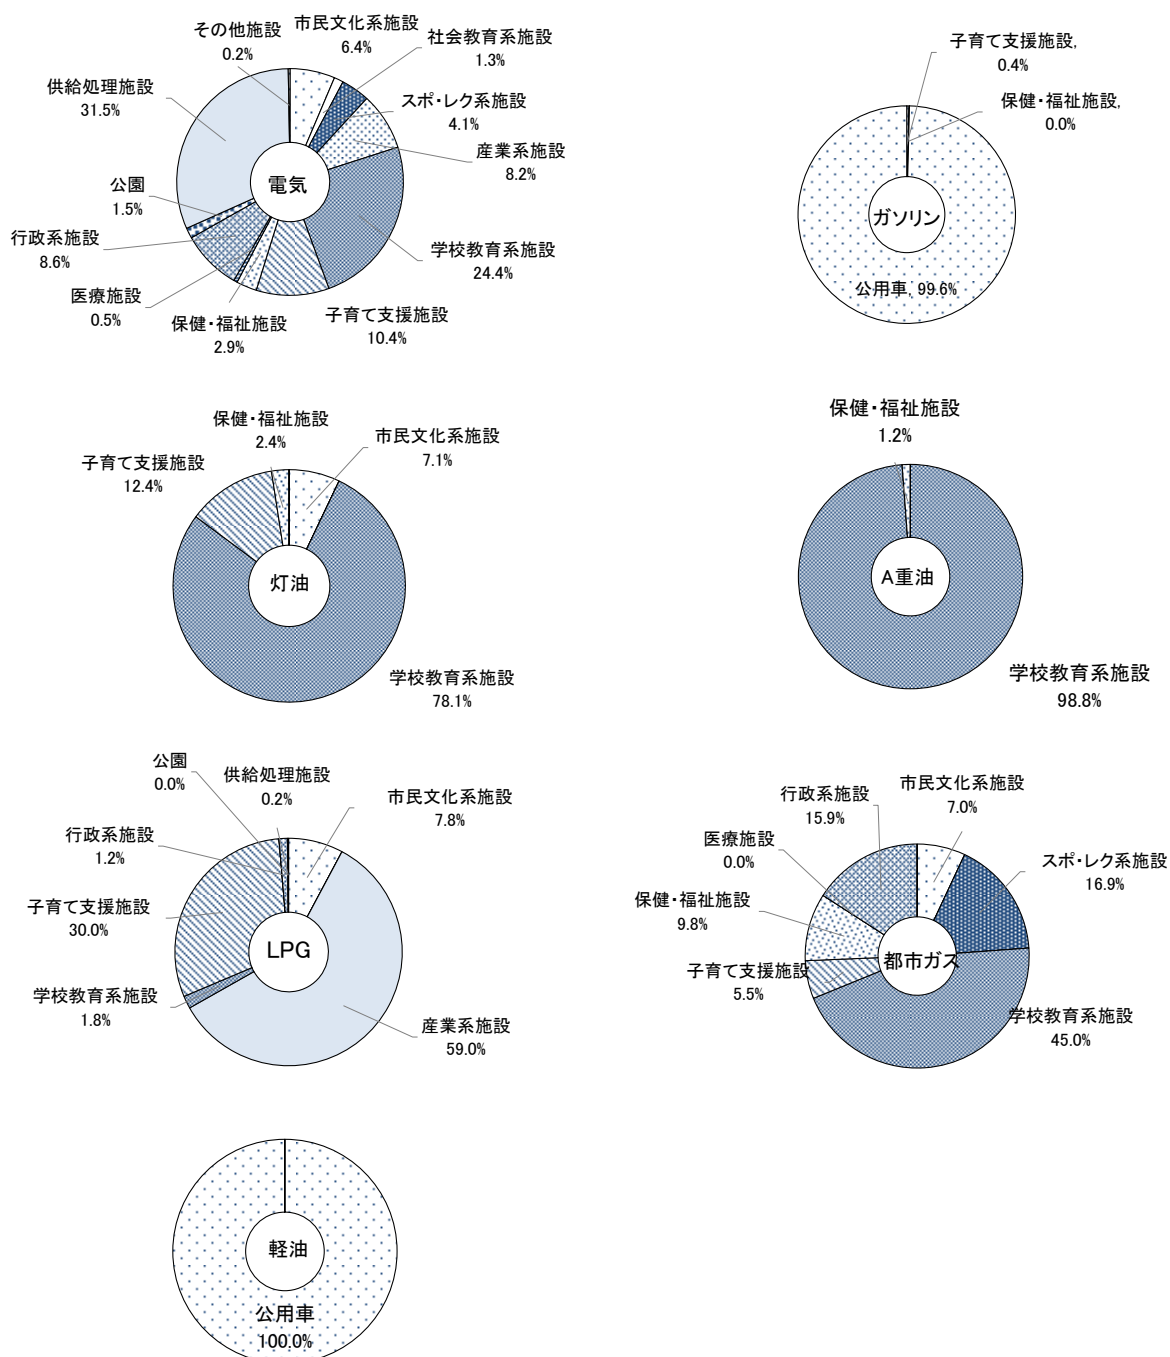 その他施設
0.2%
市民文化系施設
6.4%
社会教育系施設
1.3%
スポ・レク系施設
4.1%
産業系施設
8.2%
学校教育系施設
24.4%
子育て支援施設
10.4%
保健・福祉施設
2.9%
医療施設
0.5%
行政系施設
8.6%
公園
1.5%
供給処理施設
31.5%
電気
子育て支援施設,
0.4%
保健・福祉施設,
0.0%
ガソリン
公用車, 99.6%
保健・福祉施設
2.4%
市民文化系施設
7.1%
子育て支援施設
12.4%
灯油
学校教育系施設
78.1%
保健・福祉施設
1.2%
A重油
学校教育系施設
98.8%
公園
0.0%
供給処理施設
0.2%
市民文化系施設
7.8%
行政系施設
1.2%
子育て支援施設
30.0%
LPG
学校教育系施設
1.8%
産業系施設
59.0%
行政系施設
15.9%
市民文化系施設
7.0%
医療施設
0.0%
スポ・レク系施設
16.9%
保健・福祉施設
9.8%
都市ガス
子育て支援施設
5.5%
学校教育系施設
45.0%
軽油
公用車
100.0%